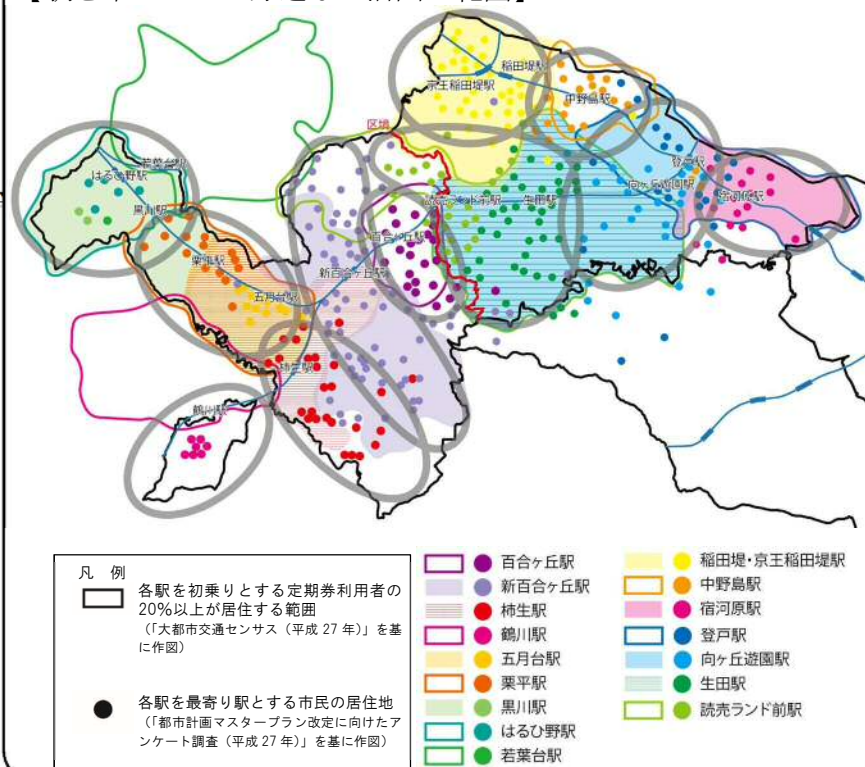 稲田堤駅
京王稲田堤駅
中野島駅
区境
登戸駅
若葉台駅
はるひ野駅
向ヶ丘遊園駅
宿河原駅
黒川駅
読売ランド前駅
生田駅
百合ヶ丘駅
栗平駅
新百合ヶ丘駅
五月台駅
柿生駅
鶴川駅
凡 例
各駅を初乗りとする定期券利用者の
20%以上が居住する範囲
(「大都市交通センサス(平成 27 年)」を基
に作図)
各駅を最寄り駅とする市民の居住地
(「都市計画マスタープラン改定に向けたア
ンケート調査(平成 27 年)」を基に作図)
百合ヶ丘駅
新百合ヶ丘駅
柿生駅
鶴川駅
五月台駅
栗平駅
黒川駅
はるひ野駅
若葉台駅
稲田堤・京王稲田堤駅
中野島駅
宿河原駅
登戸駅
向ヶ丘遊園駅
生田駅
読売ランド前駅